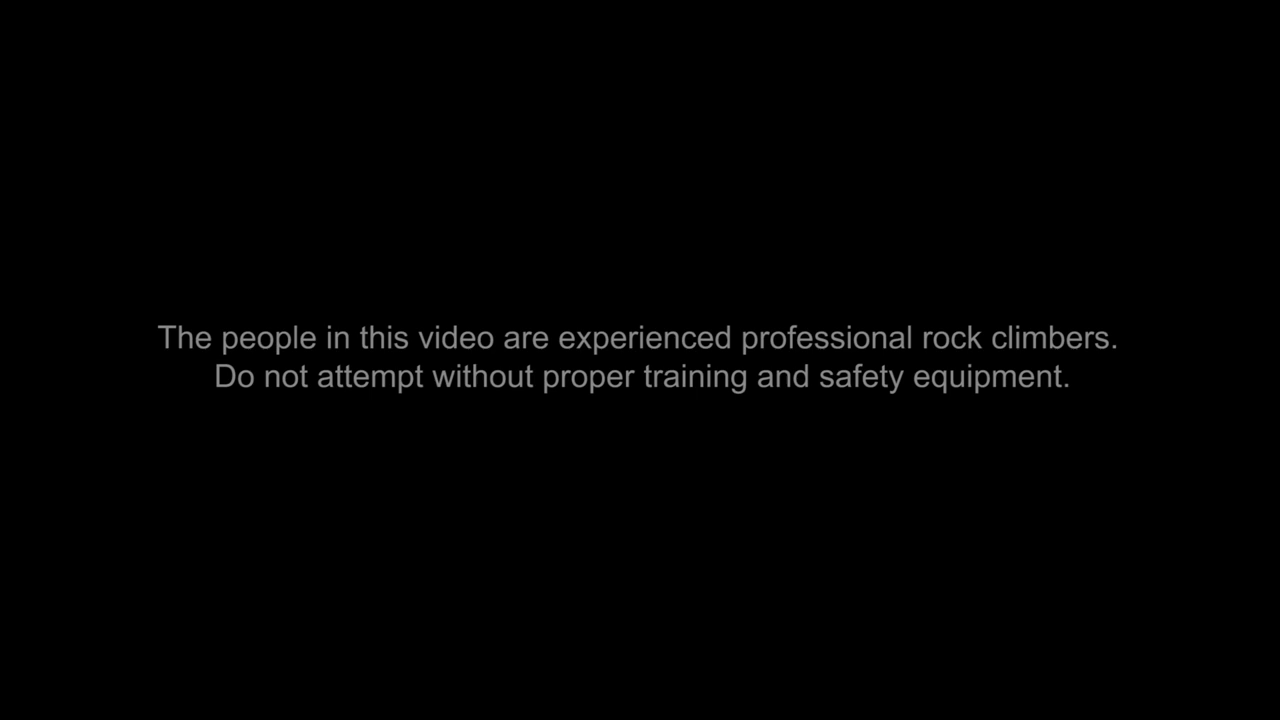 The people in this video are experienced professional rock climbers.
Do not attempt without proper training and safety equipment.